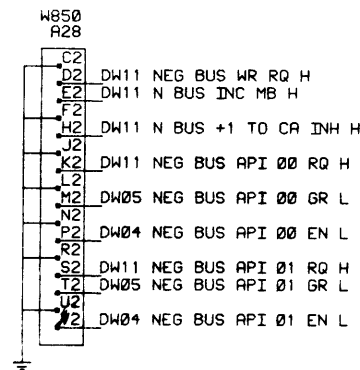 W850
A28
C2
D2 DW11 NEG BUS WR RQ H
E2 DW11 N BUS INC MB H
F2
H2 DW11 N BUS +1 TO CA INH H
J2
K2 DW11 NEG BUS API 00 RQ H
L2
M2 DW05 NEG BUS API 00 GR L
N2
P2 DW04 NEG BUS API 00 EN L
R2
S2 DW11 NEG BUS API 01 RQ H
T2 DW05 NEG BUS API 01 GR L
U2
V2 DW04 NEG BUS API 01 EN L